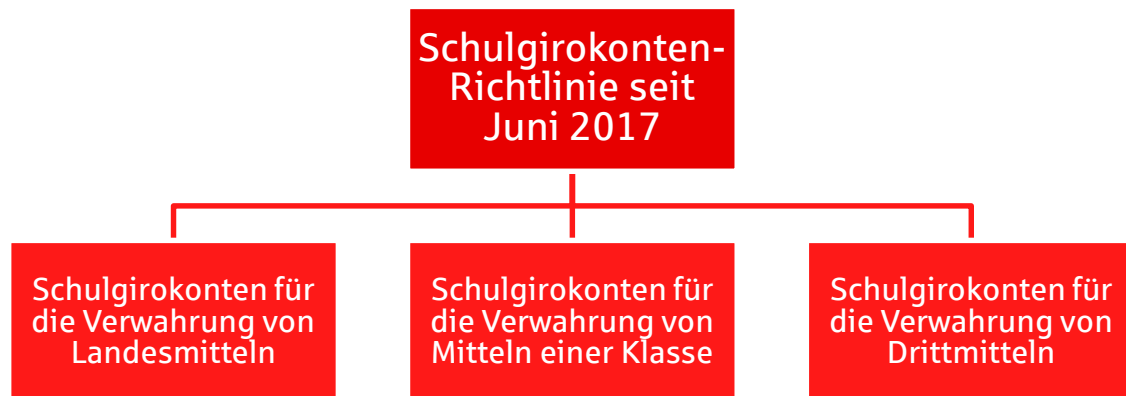 Schulgirokonten-
Richtlinie seit
Juni 2017
Schulgirokonten für
die Verwahrung von
Landesmitteln
Schulgirokonten für
die Verwahrung von
Mitteln einer Klasse
Schulgirokonten für
die Verwahrung von
Drittmitteln